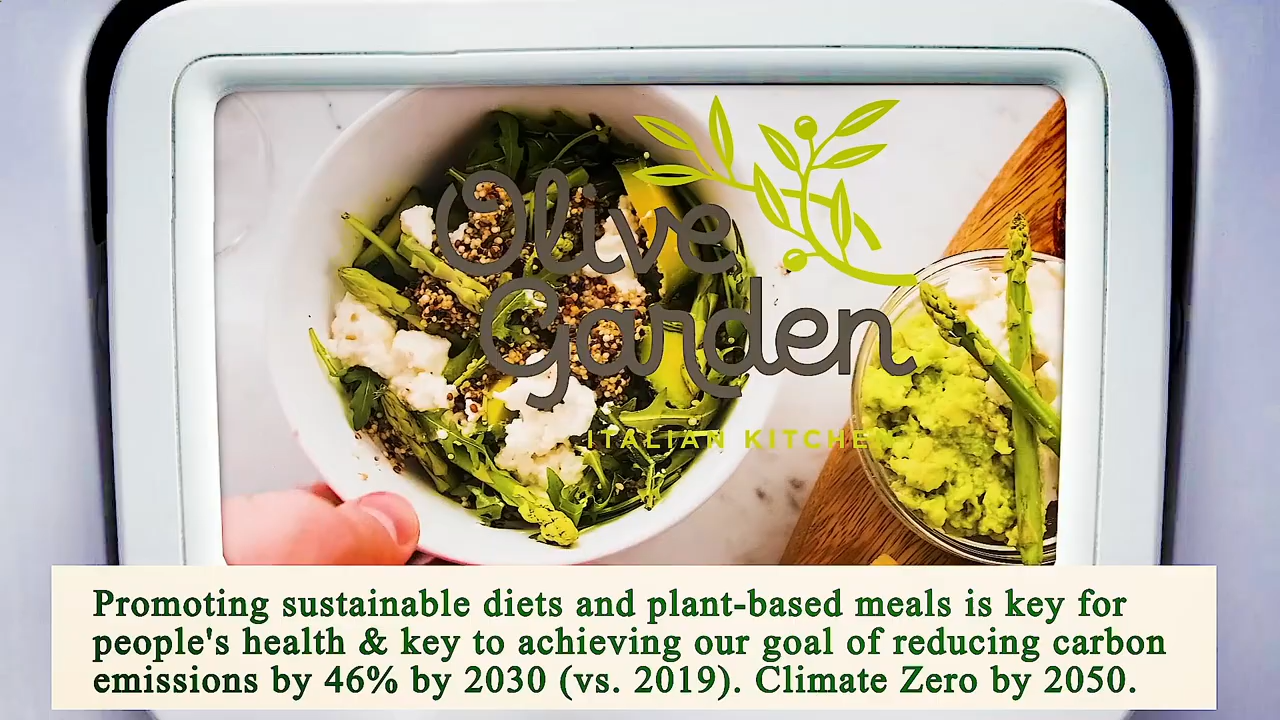 Olive
Garden
ITALIAN KITCHEN
Promoting sustainable diets and plant-based meals is key for
people's health & key to achieving our goal of reducing carbon
emissions by 46% by 2030 (vs. 2019). Climate Zero by 2050.